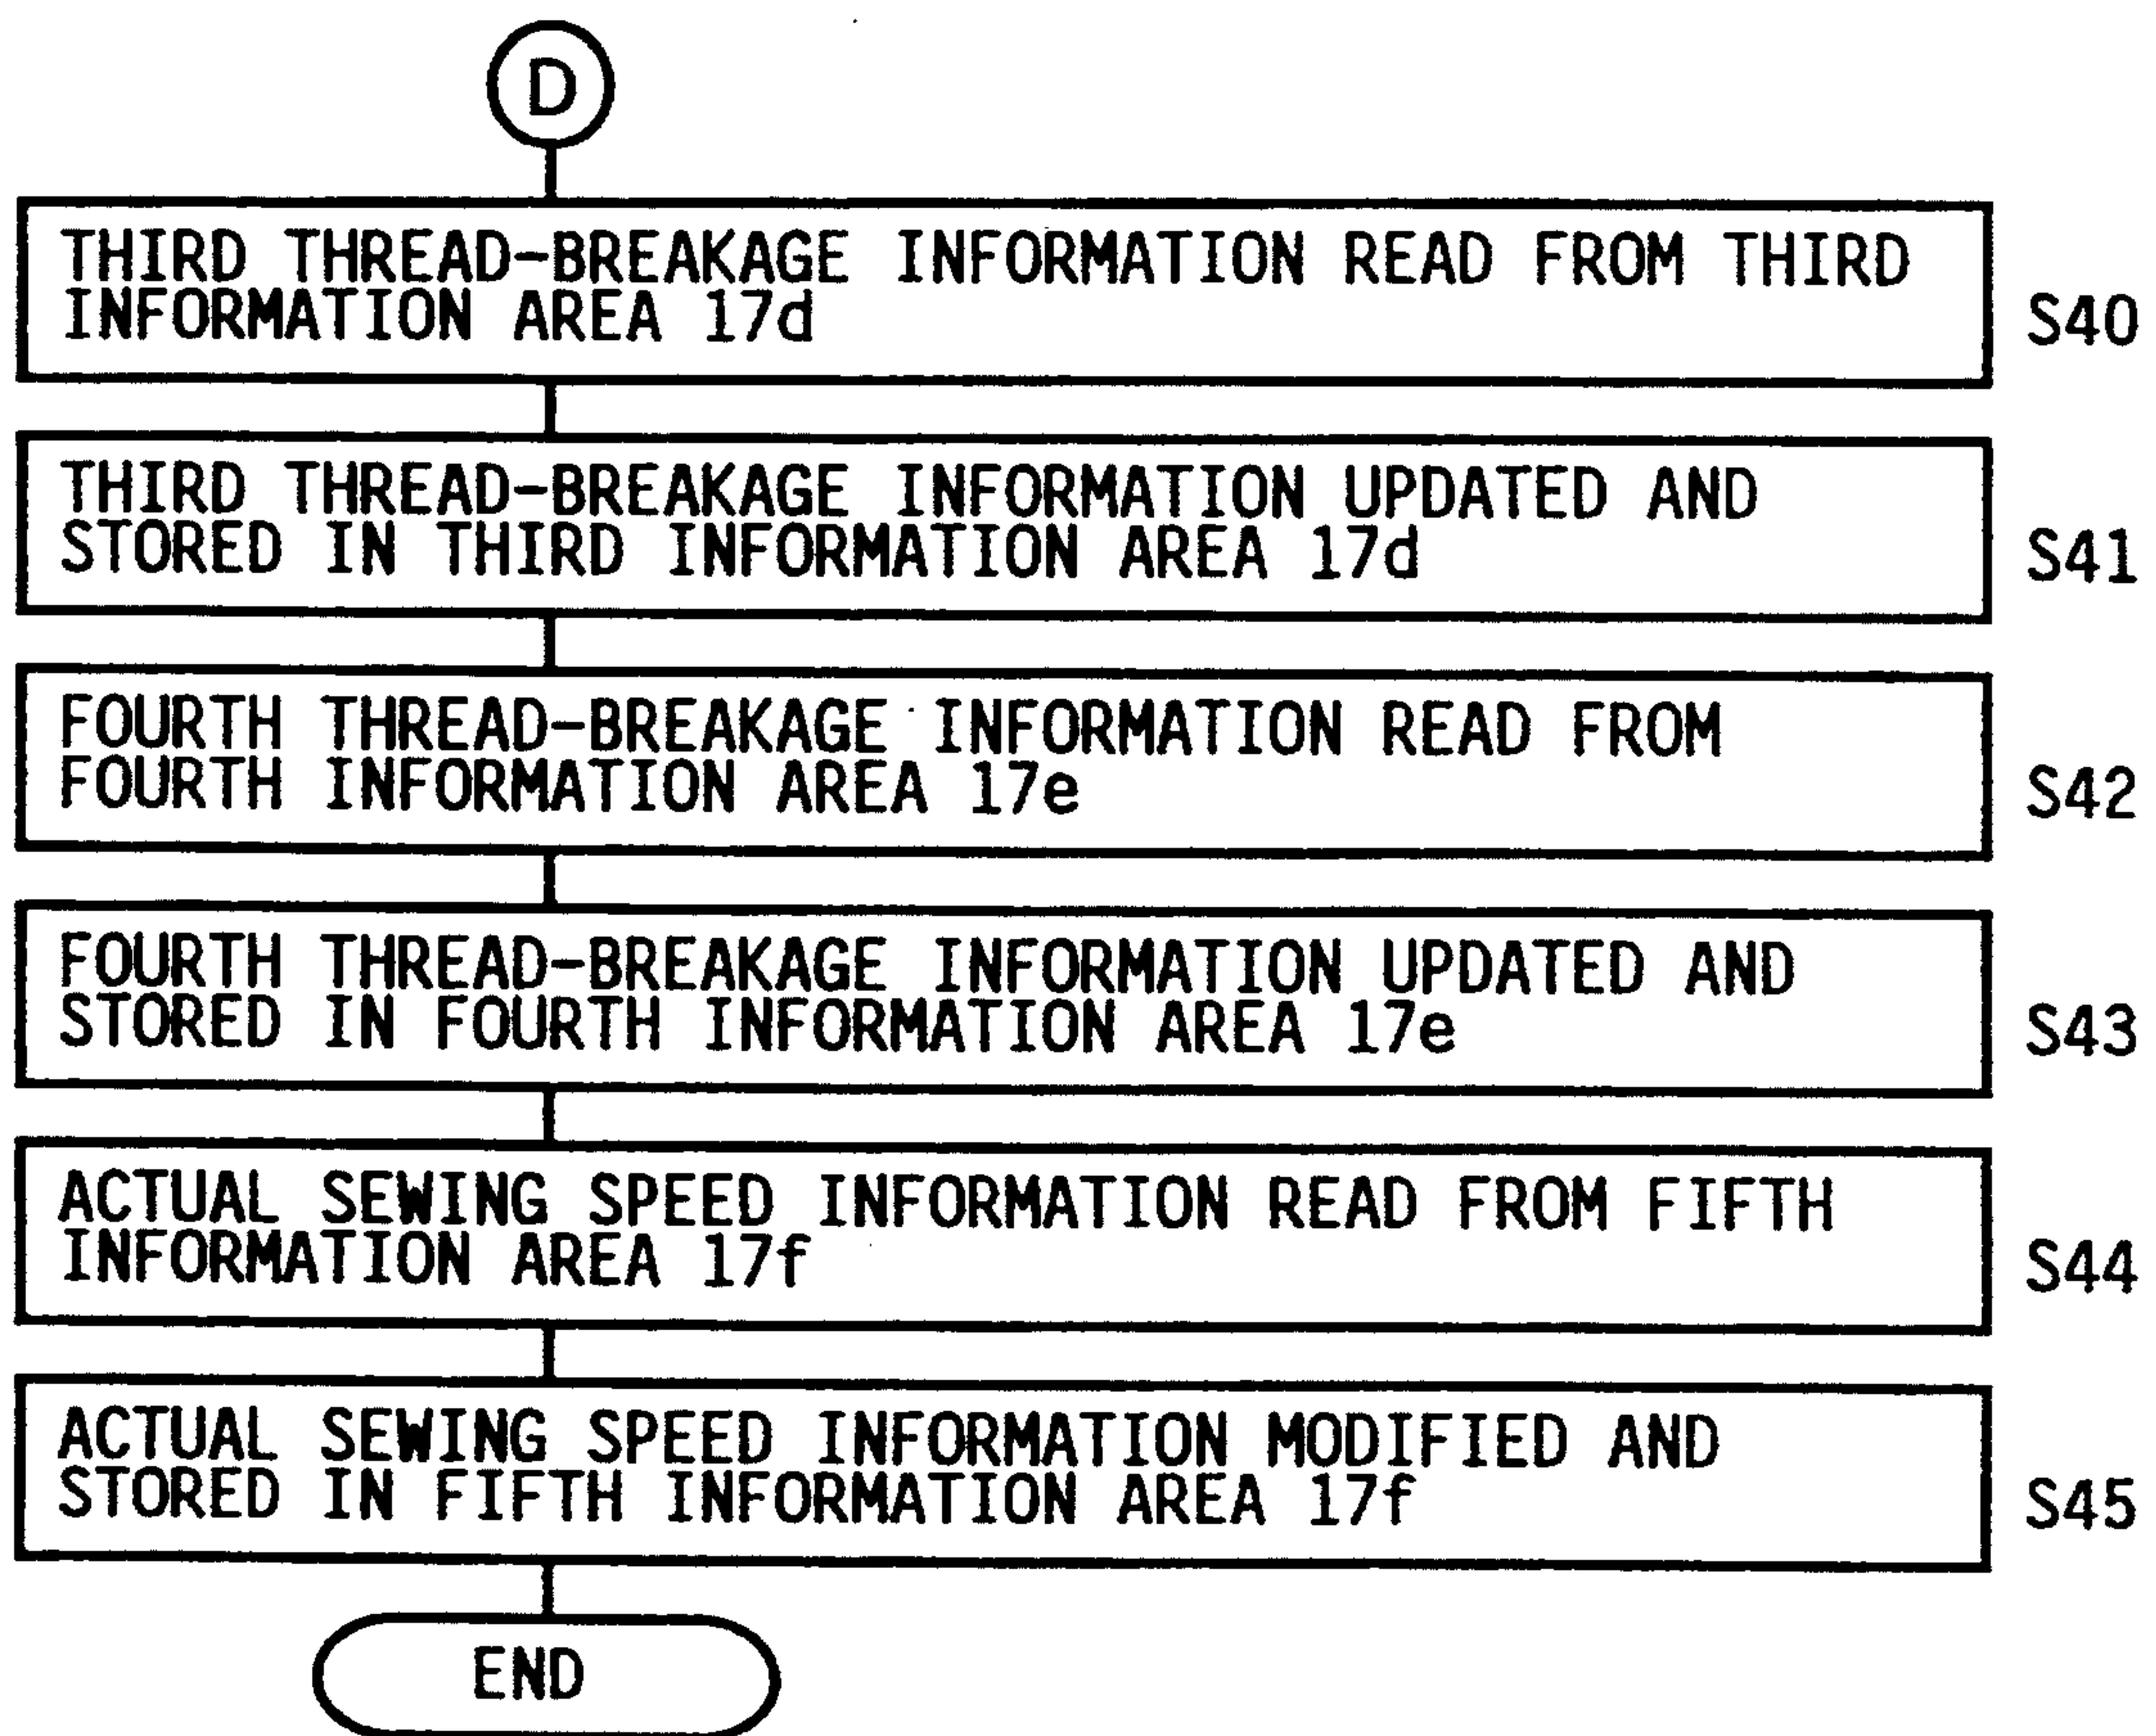 D
THIRD THREAD-BREAKAGE INFORMATION READ FROM THIRD
INFORMATION AREA 17d
S40
THIRD THREAD-BREAKAGE INFORMATION UPDATED AND
STORED IN THIRD INFORMATION AREA 17d
S41
FOURTH THREAD-BREAKAGE INFORMATION READ FROM
FOURTH INFORMATION AREA 17e
S42
FOURTH THREAD-BREAKAGE INFORMATION UPDATED AND
STORED IN FOURTH INFORMATION AREA 17e
S43
ACTUAL SEWING SPEED INFORMATION READ FROM FIFTH
INFORMATION AREA 17f
S44
ACTUAL SEWING SPEED INFORMATION MODIFIED AND
STORED IN FIFTH INFORMATION AREA 17f
S45
END